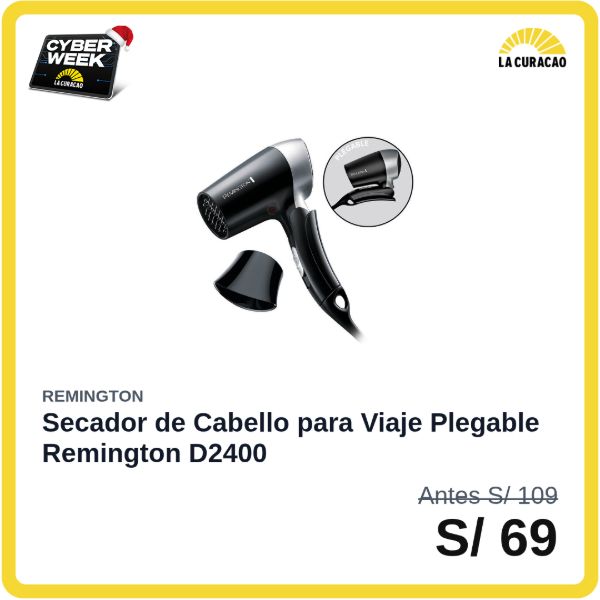 CYBER
WEEK
LA CURACAO
LA CURACAO
PLEGABLE
REMINGTON
REMINGTON
Secador de Cabello para Viaje Plegable
Remington D2400
Antes S/ 109
S/ 69